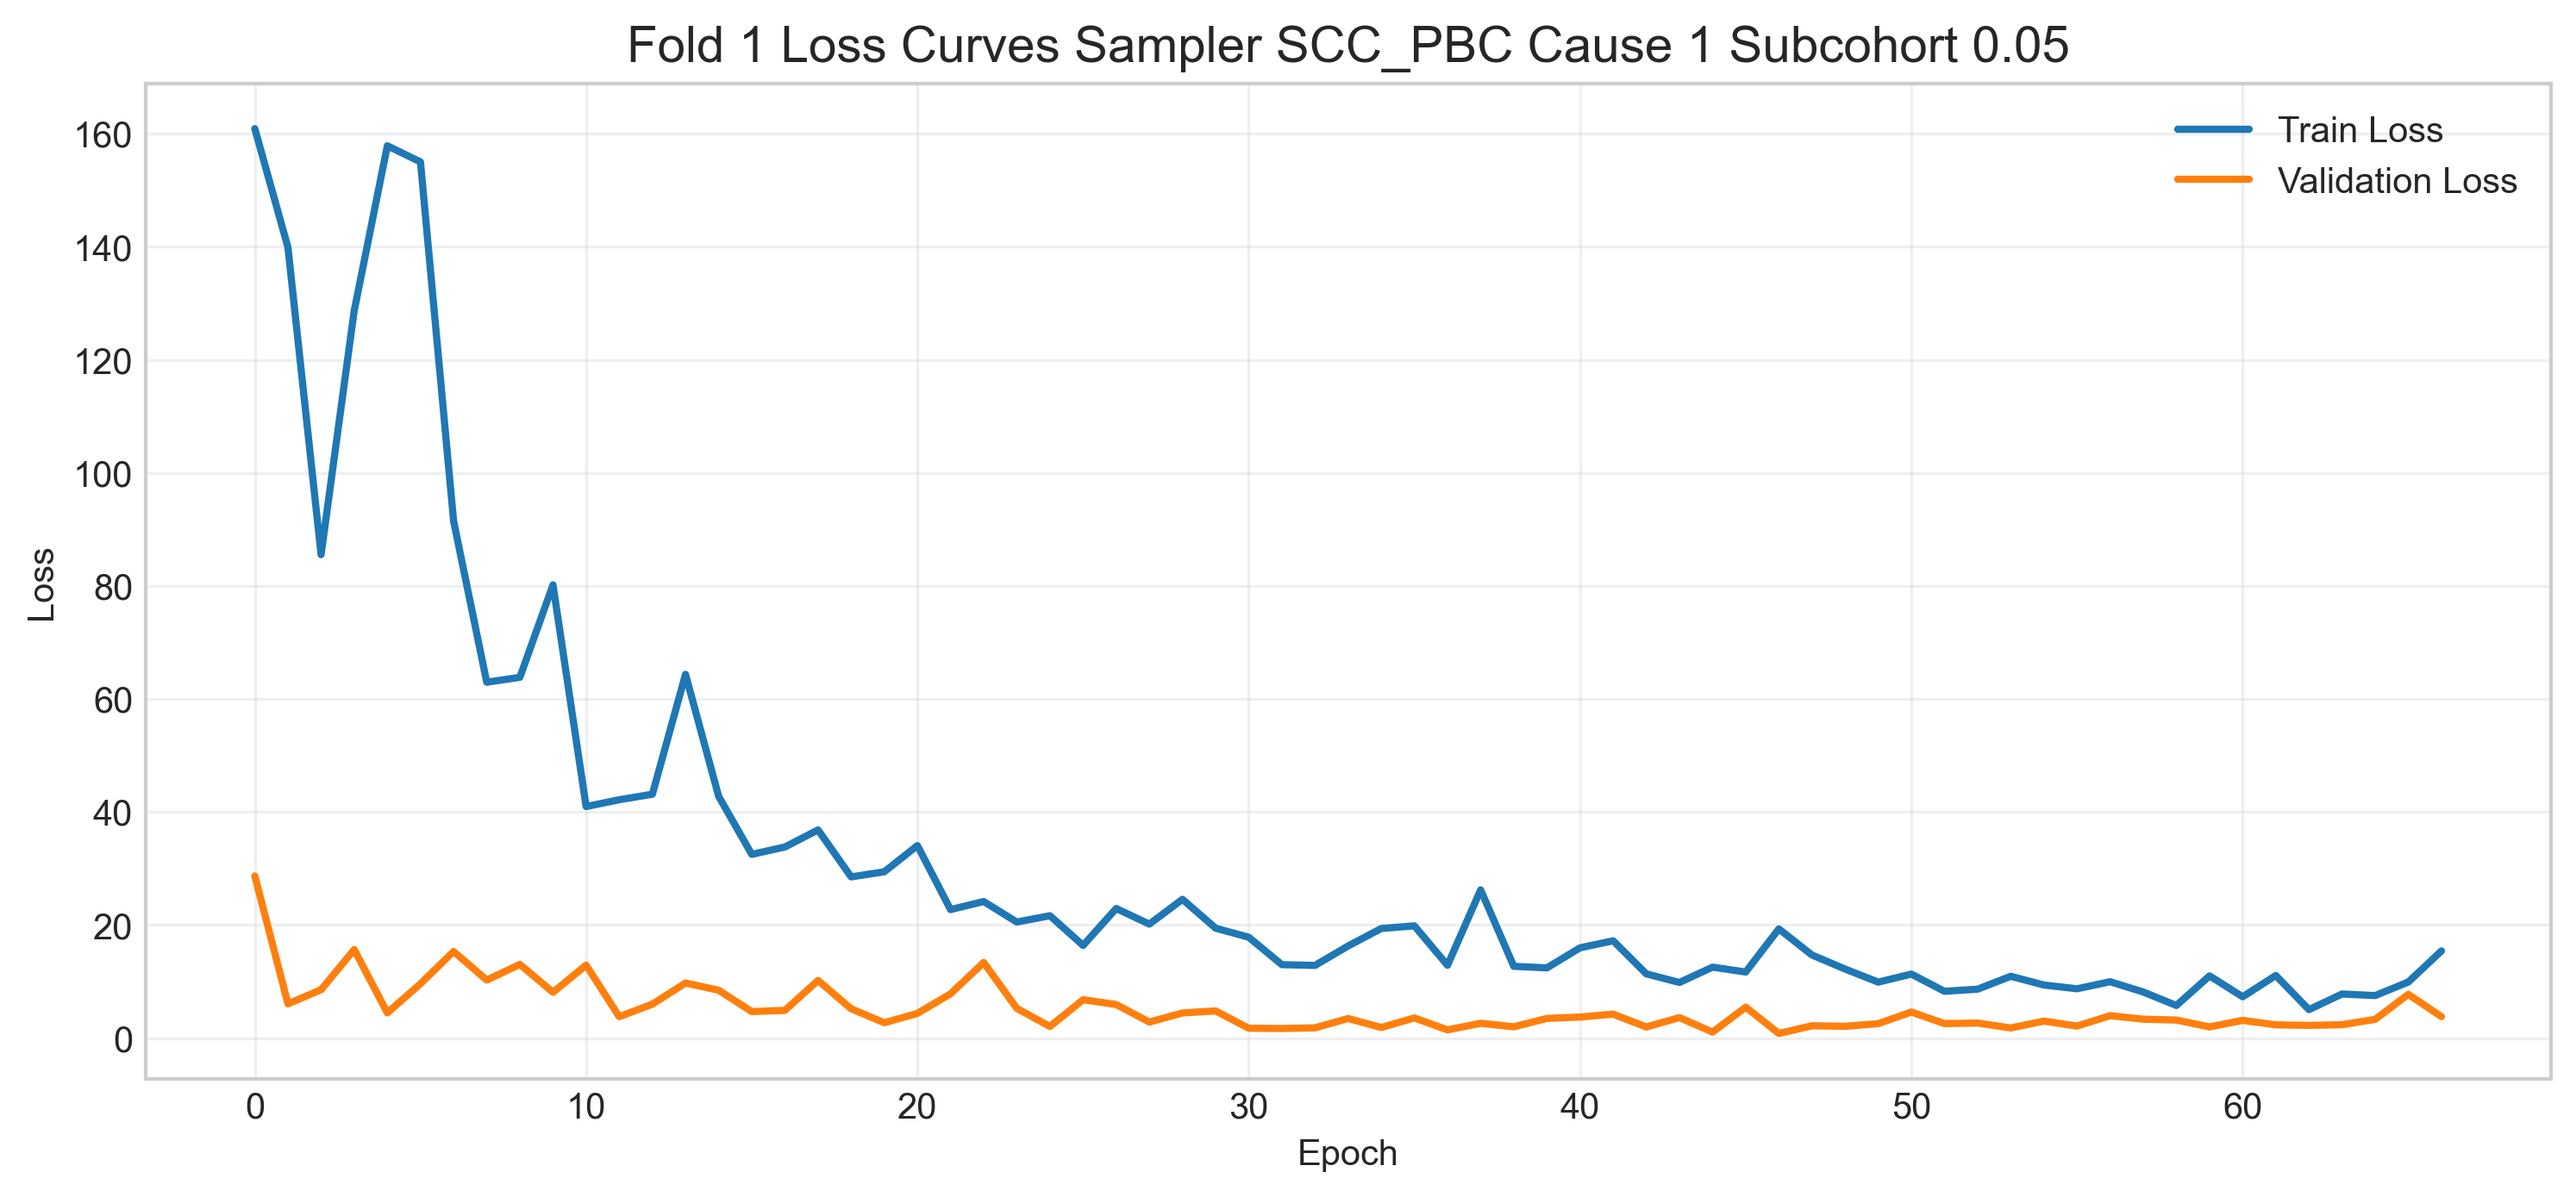 Fold 1 Loss Curves Sampler SCC_PBC Cause 1 Subcohort 0.05
Train Loss
Validation Loss
160
140
120
100
80
60
40
20
0
Loss
0 10 20 30 40 50 60
Epoch